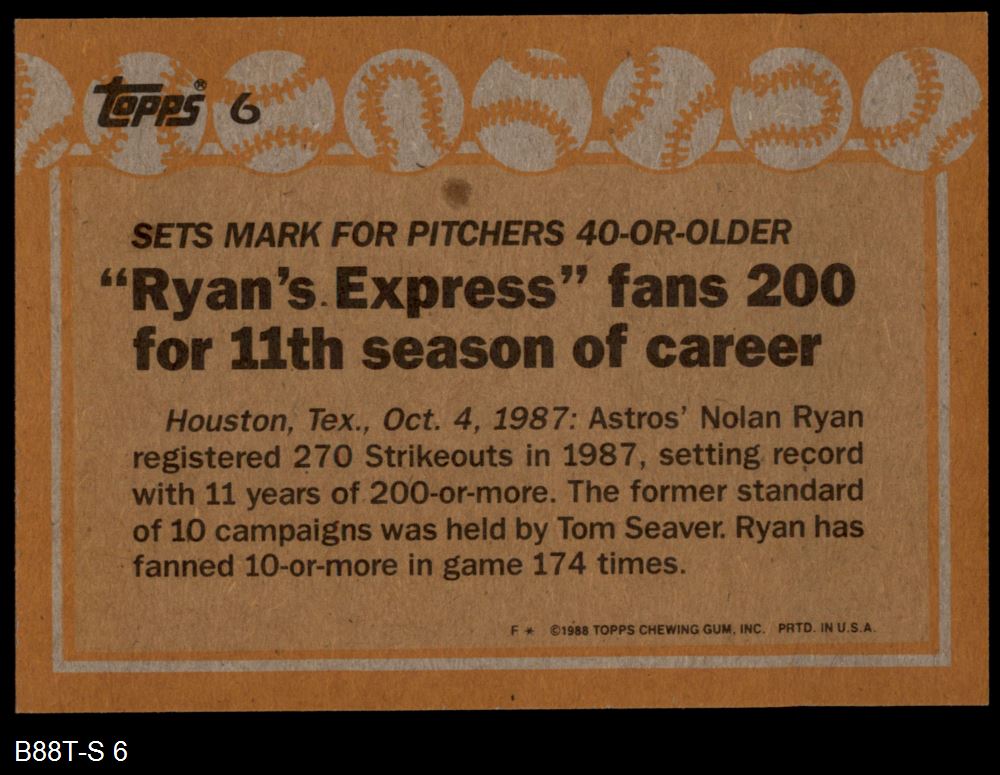 Topps® 6
SETS MARK FOR PITCHERS 40-OR-OLDER
“Ryan’s Express” fans 200
for 11th season of career
Houston, Tex., Oct. 4, 1987: Astros’ Nolan Ryan
registered 270 Strikeouts in 1987, setting record
with 11 years of 200-or-more. The former standard
of 10 campaigns was held by Tom Seaver. Ryan has
fanned 10-or-more in game 174 times.
F * ©1988 TOPPS CHEWING GUM, INC. PRTD. IN U.S.A.
B88T-S 6